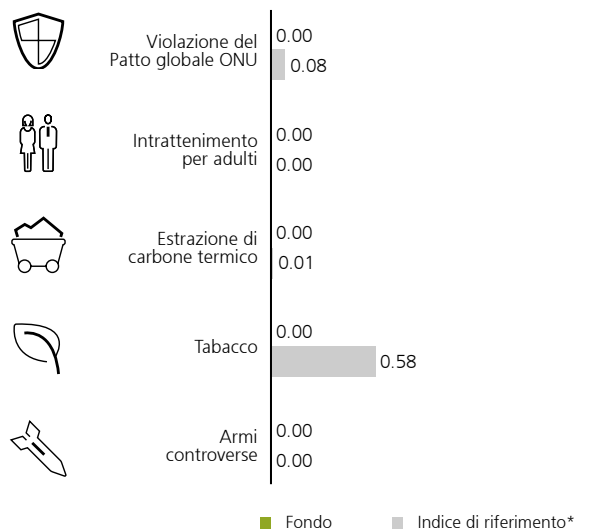 Violazione del
Patto globale ONU
0.00
0.08
Intrattenimento
per adulti
0.00
0.00
Estrazione di
carbone termico
0.00
0.01
Tabacco
0.00
0.58
Armi
controverse
0.00
0.00
Fondo
Indice di riferimento*